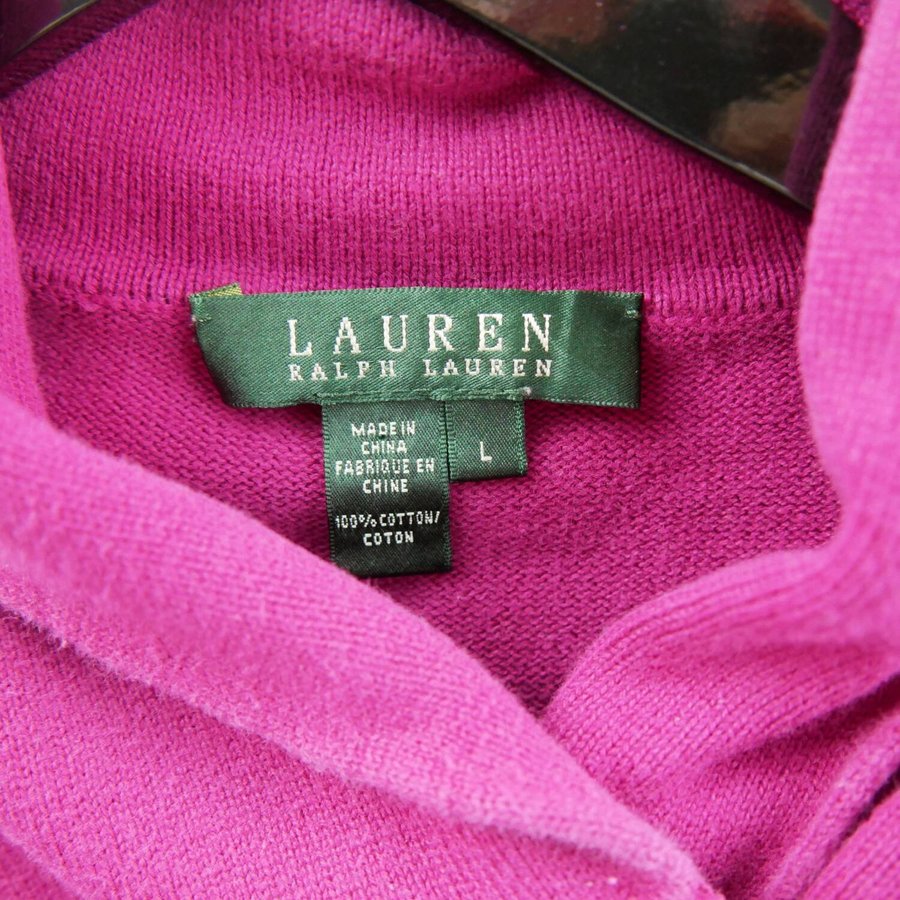 LAUREN
RALPH LAUREN
MADE IN
CHINA
FABRIQUE EN
CHINE
100% COTTON/
COTON
L